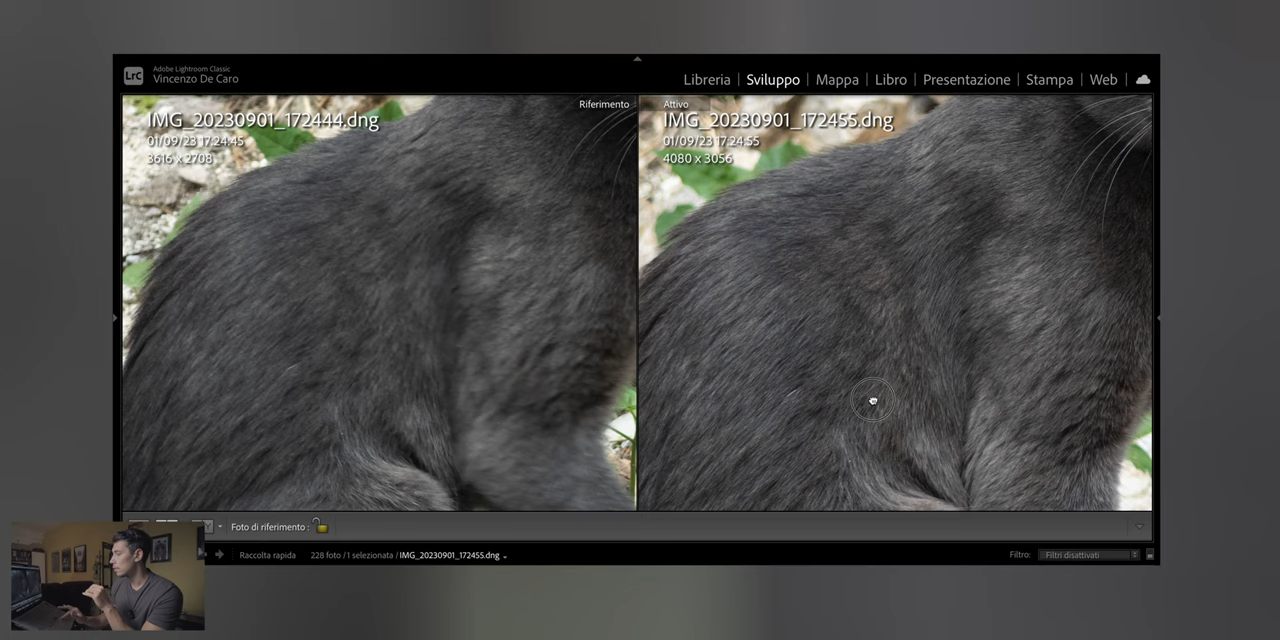 LrC
Adobe Lightroom Classic
Vincenzo De Caro
Libreria | Sviluppo | Mappa | Libro | Presentazione | Stampa | Web |
Riferimento
IMG_20230901_172444.dng
01/09/23 17:24:45
3616 x 2708
Attivo
IMG_20230901_172455.dng
01/09/23 17:24:55
4080 x 3056
Foto di riferimento :
Raccolta rapida
228 foto /1 selezionata / IMG_20230901_172455.dng
Filtro:
Filtri disattivati